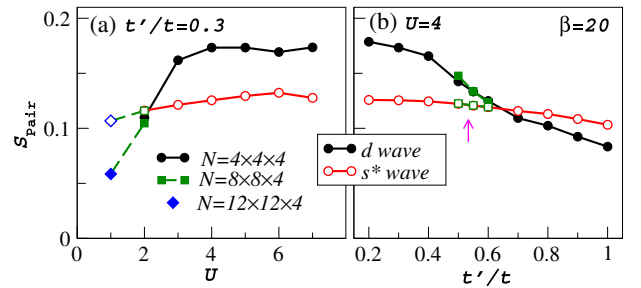 (a) t'/t=0.3
(b) U=4 β=20
0.2
0.1
0
S_Pair
N=4×4×4
N=8×8×4
N=12×12×4
d wave
s* wave
0 2 4 6
0.2 0.4 0.6 0.8 1
U
t'/t